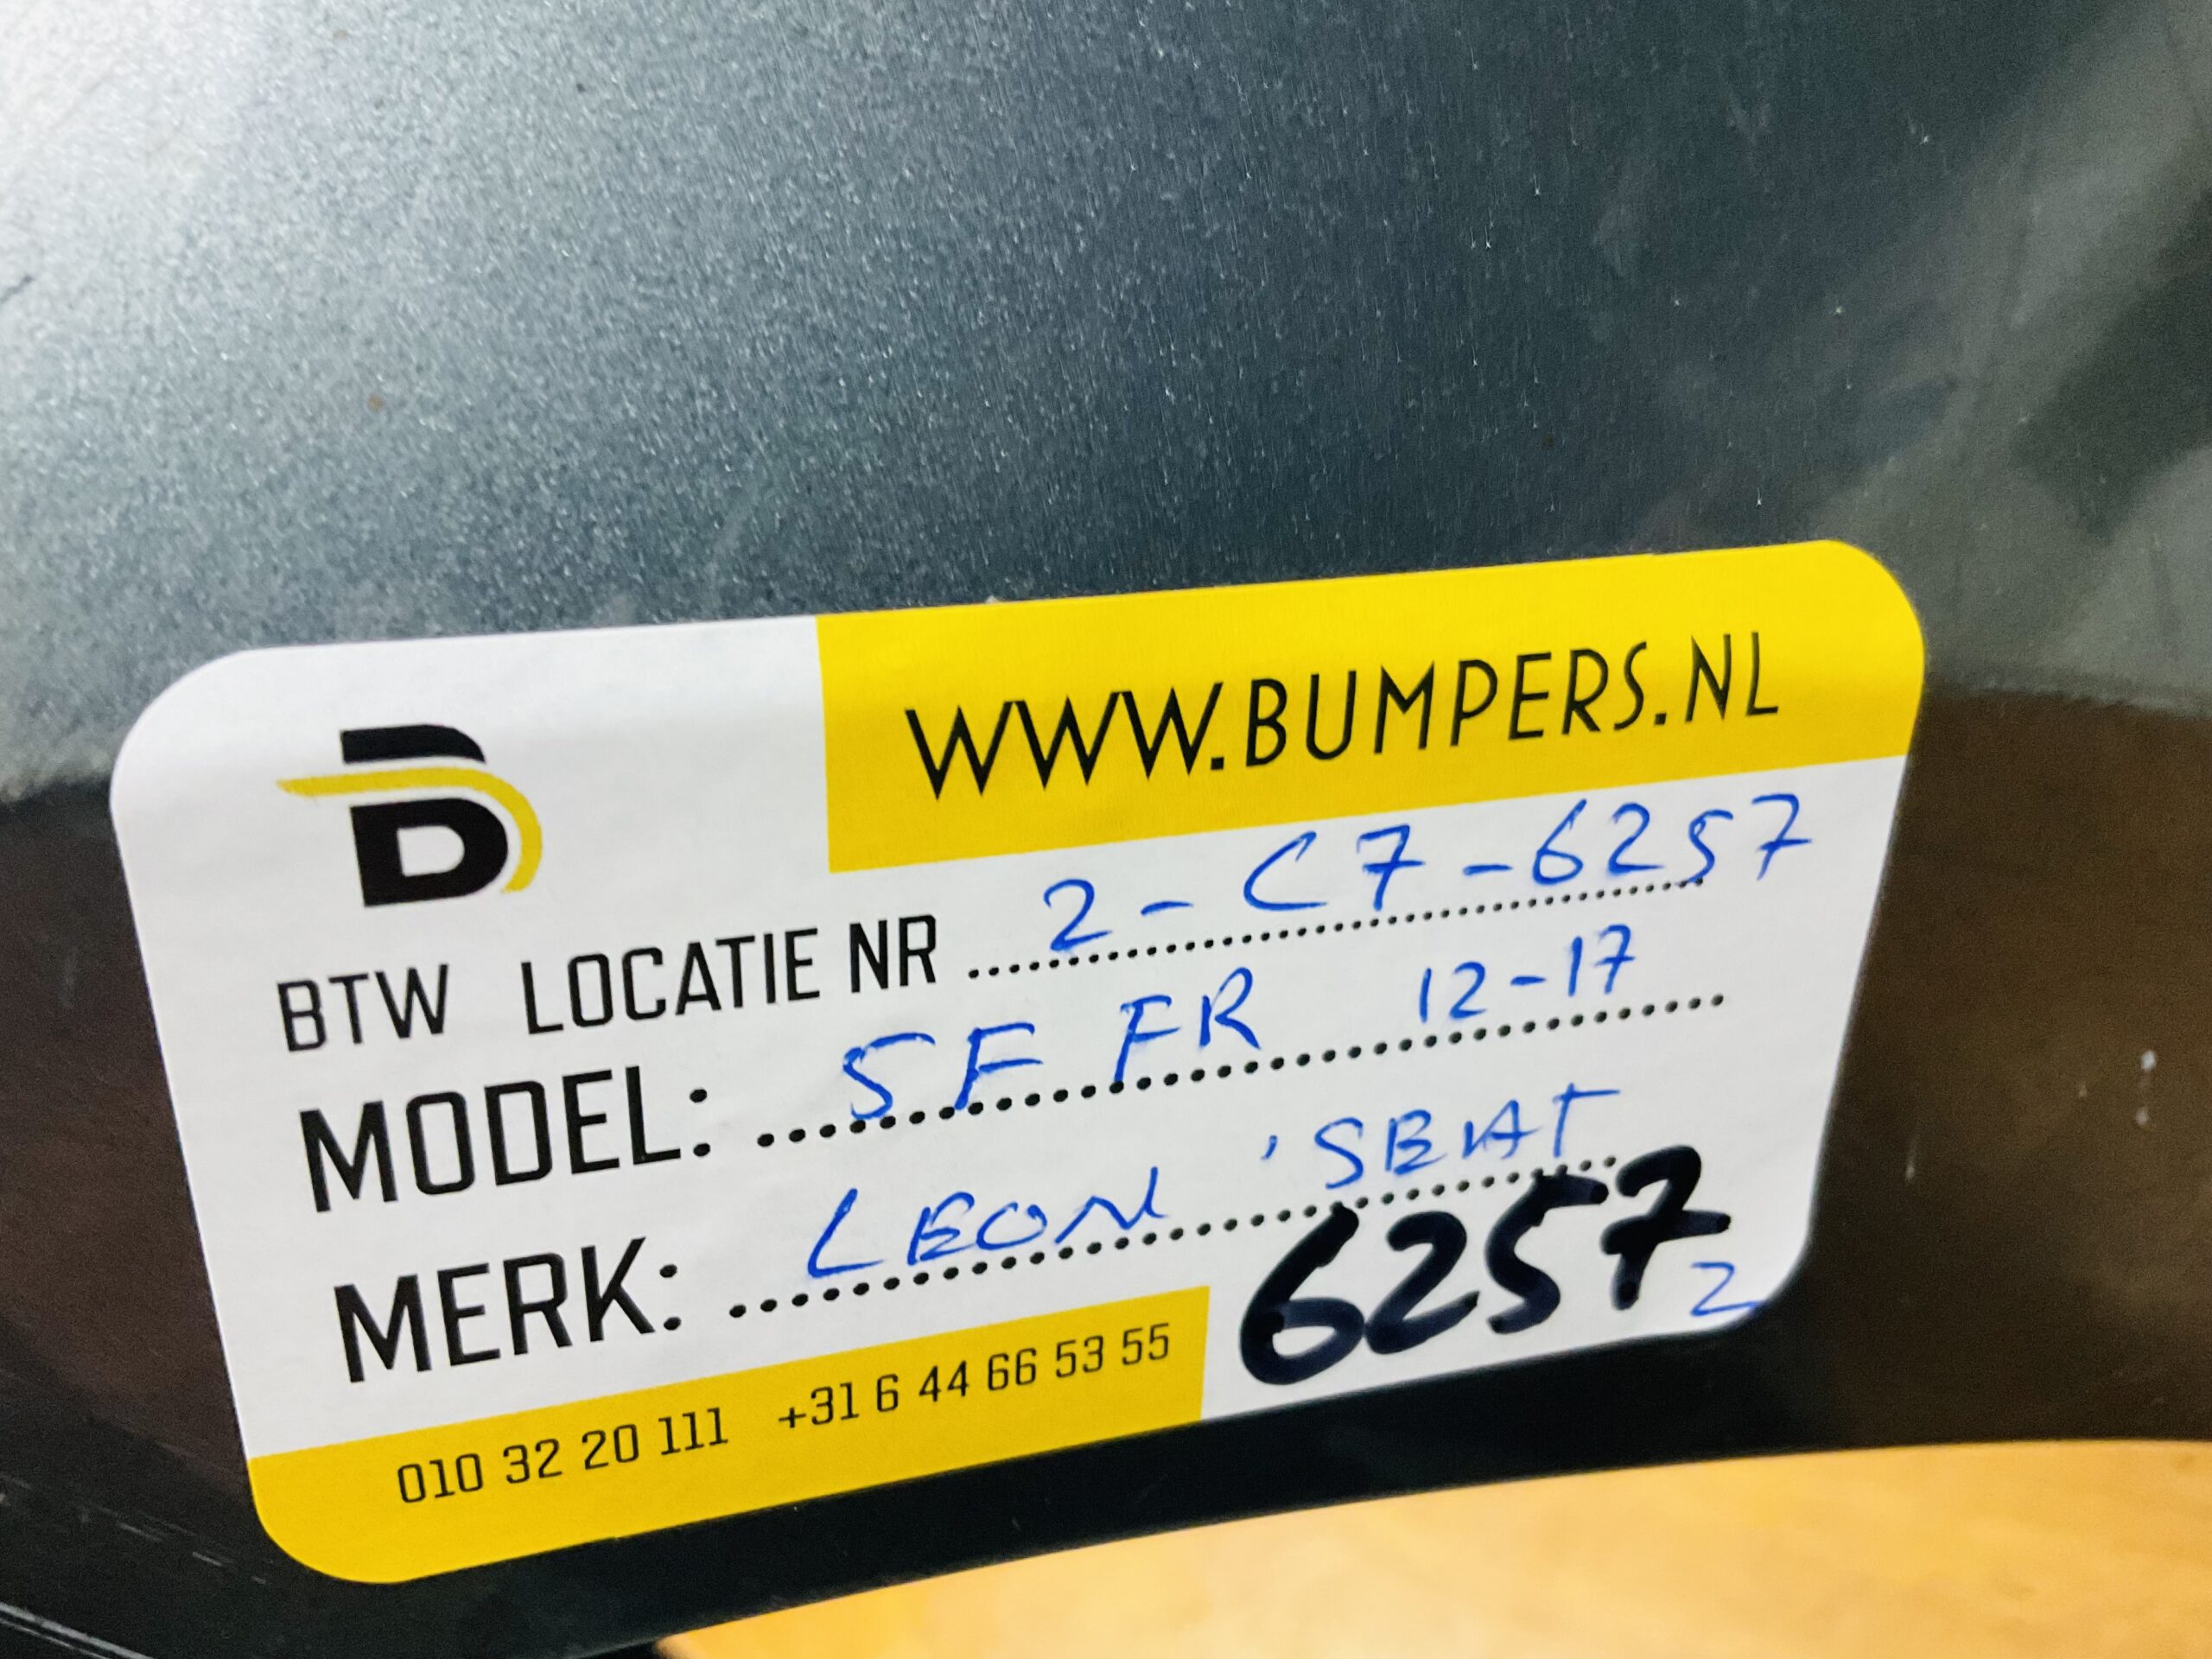 WWW.BUMPERS.NL
BTW LOCATIE NR 2-C7-6257
MODEL: SF FR 12-17
MERK: LEON 'SEAT
6257
2
010 32 20 111 +31 6 44 66 53 55